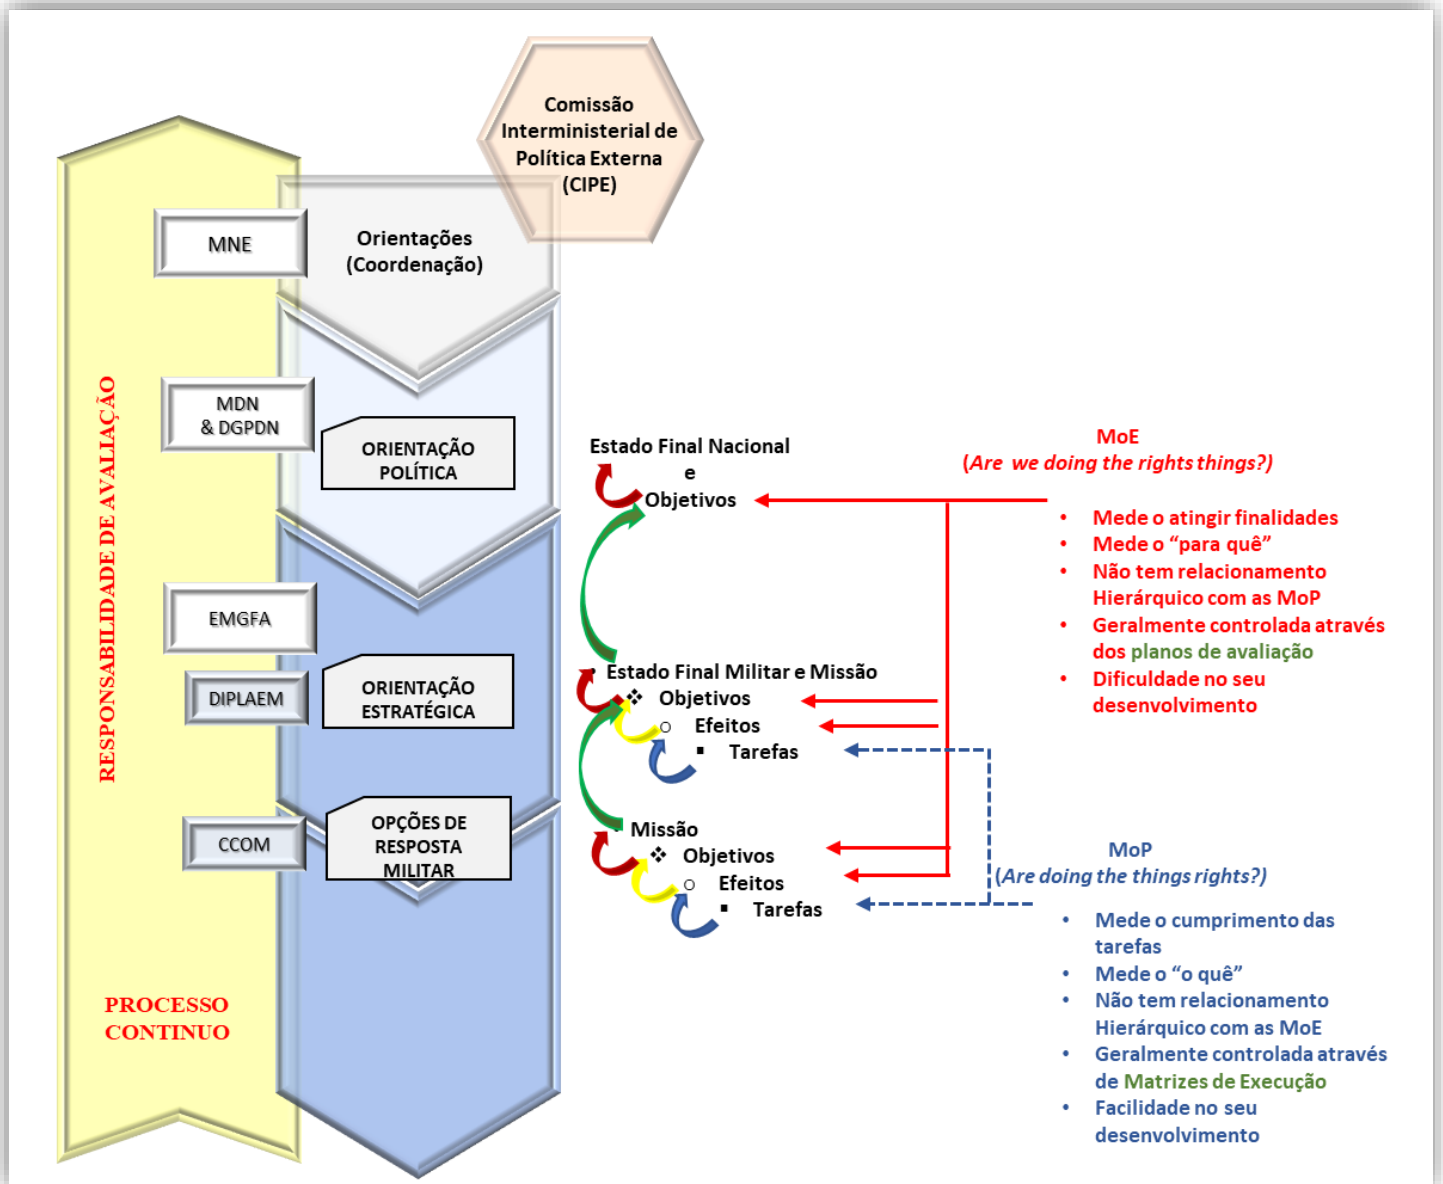 Comissão
Interministerial de
Política Externa
(CIPE)
MNE
Orientações
(Coordenação)
RESPONSABILIDADE DE AVALIAÇÃO
MDN
& DGPDN
ORIENTAÇÃO
POLÍTICA
Estado Final Nacional
e
Objetivos
MoE
(Are we doing the rights things?)
• Mede o atingir finalidades
• Mede o “para quê”
• Não tem relacionamento
Hierárquico com as MoP
• Geralmente controlada através
dos planos de avaliação
• Dificuldade no seu
desenvolvimento
EMGFA
DIPLAEM
ORIENTAÇÃO
ESTRATÉGICA
• Estado Final Militar e Missão
❖ Objetivos
o Efeitos
▪ Tarefas
CCOM
OPÇÕES DE
RESPOSTA
MILITAR
• Missão
❖ Objetivos
o Efeitos
▪ Tarefas
MoP
(Are doing the things rights?)
• Mede o cumprimento das
tarefas
• Mede o “o quê”
• Não tem relacionamento
Hierárquico com as MoE
• Geralmente controlada através
de Matrizes de Execução
• Facilidade no seu
desenvolvimento
PROCESSO
CONTINUO